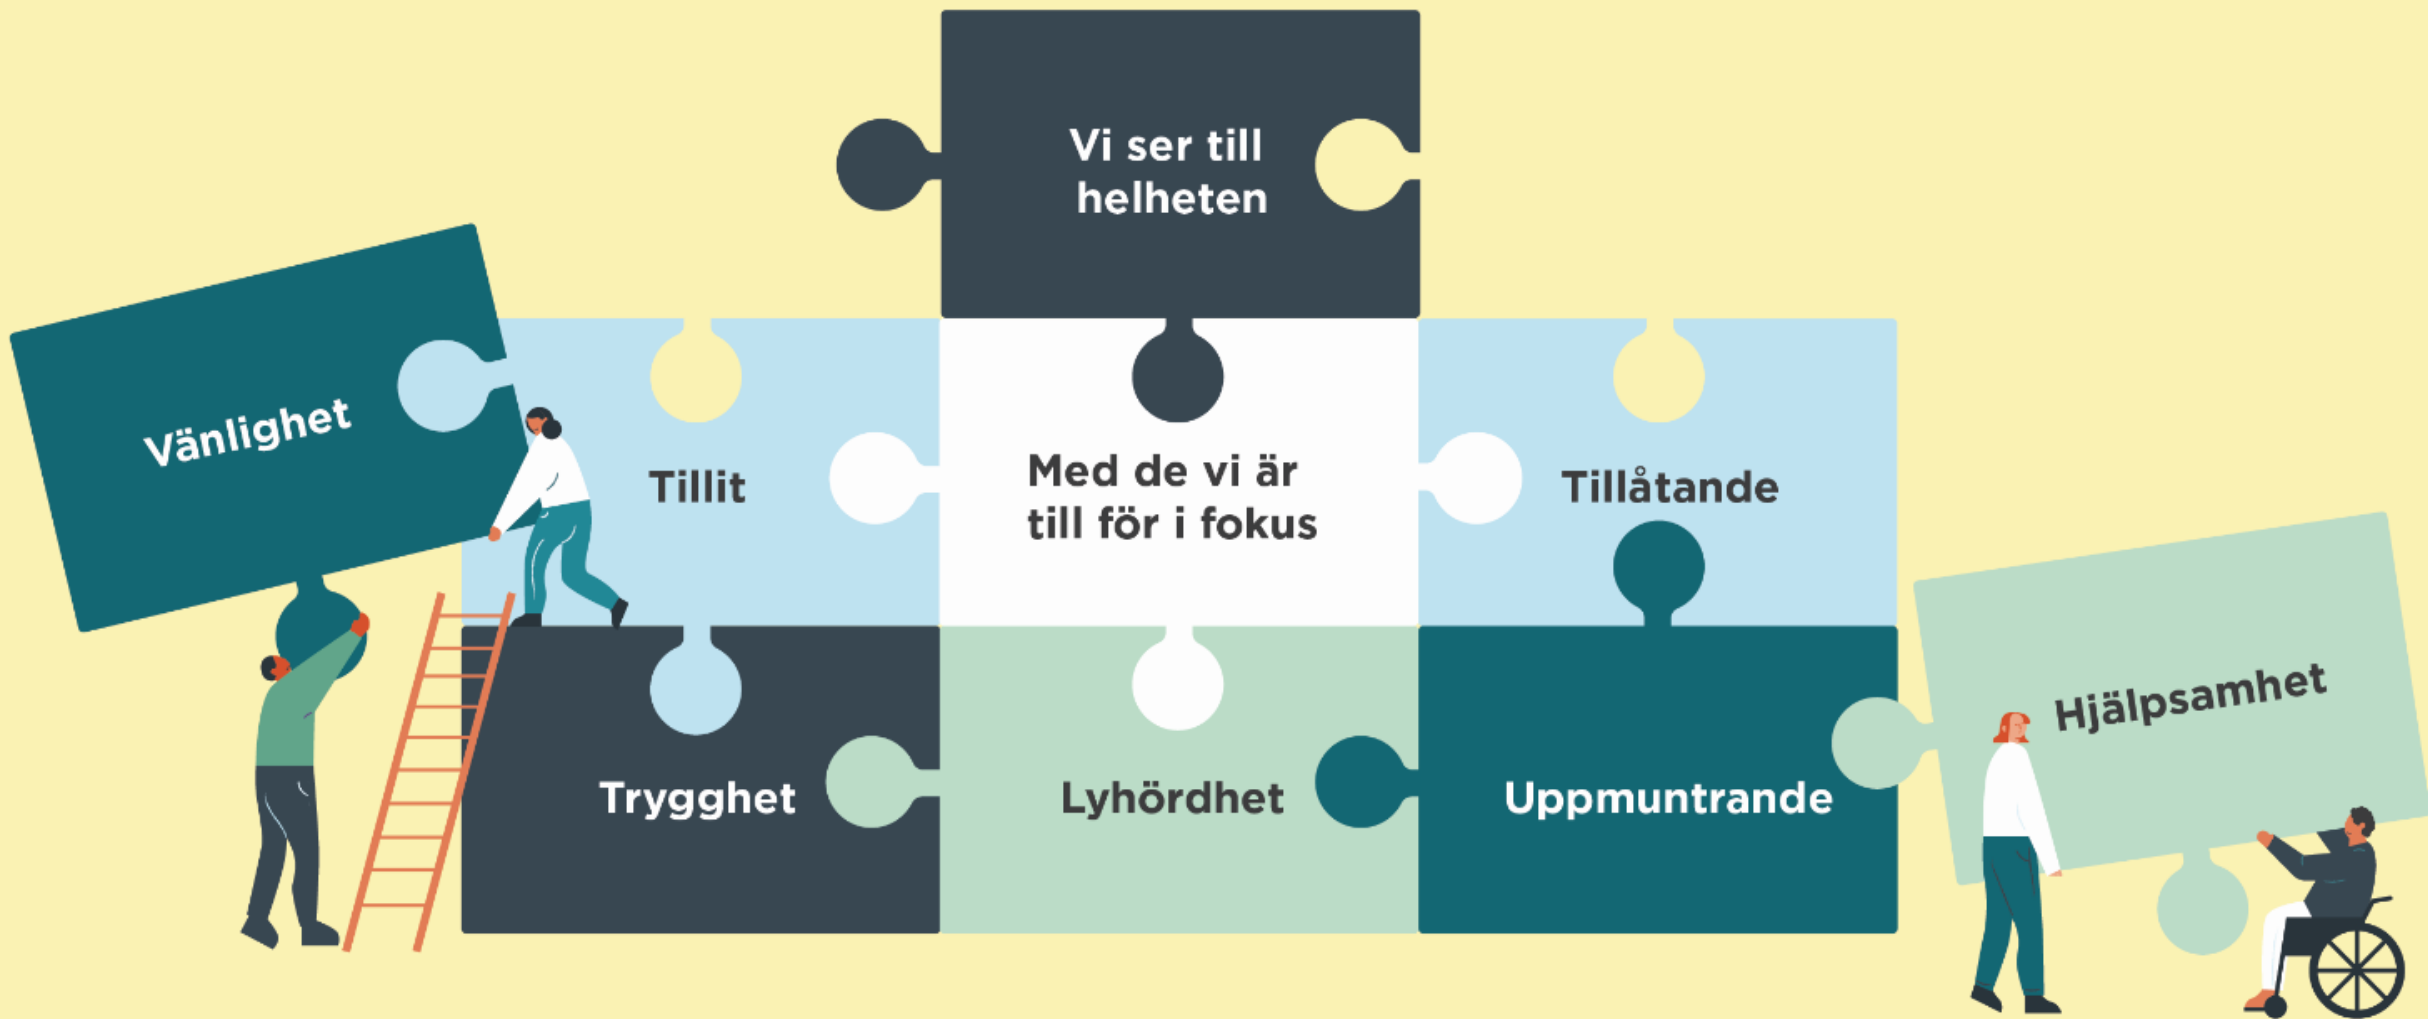 Vi ser till
helheten
Vänlighet
Tillit
Med de vi är
till för i fokus
Tillåtande
Hjälpsamhet
Trygghet
Lyhördhet
Uppmuntrande